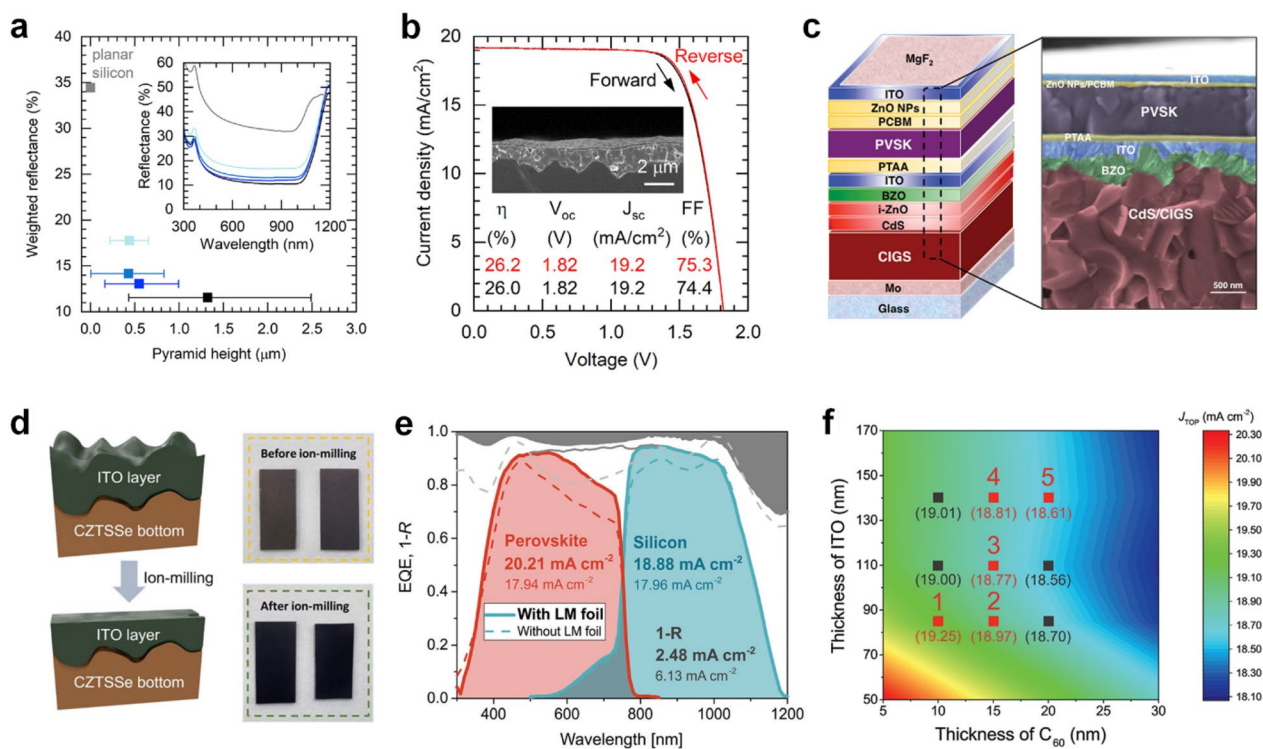 a
Weighted reflectance (%)
40
35
30
25
20
15
10
planar
silicon
Reflectance (%)
60
50
40
30
20
10
0
300 600 900 1200
Wavelength (nm)
0.0 0.5 1.0 1.5 2.0 2.5 3.0
Pyramid height (μm)
b
Current density (mA/cm²)
20
15
10
5
0
Reverse
Forward
2 μm
η Voc Jsc FF
(%) (V) (mA/cm²) (%)
26.2 1.82 19.2 75.3
26.0 1.82 19.2 74.4
0.0 0.5 1.0 1.5 2.0
Voltage (V)
c
MgF₂
ITO
ZnO NPs
PCBM
PVSK
PTAA
ITO
BZO
i-ZnO
CdS
CIGS
Mo
Glass
ITO
ZnO NPs/PCBM
PVSK
PTAA
ITO
BZO
CdS/CIGS
500 nm
d
ITO layer
CZTSSe bottom
Ion-milling
ITO layer
CZTSSe bottom
Before ion-milling
After ion-milling
e
EQE, 1-R
1.0
0.8
0.6
0.4
0.2
0.0
Perovskite
20.21 mA cm⁻²
17.94 mA cm⁻²
Silicon
18.88 mA cm⁻²
17.96 mA cm⁻²
With LM foil
Without LM foil
1-R
2.48 mA cm⁻²
6.13 mA cm⁻²
400 600 800 1000 1200
Wavelength [nm]
f
Thickness of ITO (nm)
170
150
130
110
90
70
50
4 5
(19.01) (18.81) (18.61)
3
(19.00) (18.77) (18.56)
1 2
(19.25) (18.97) (18.70)
5 10 15 20 25 30
Thickness of C₆₀ (nm)
J_TOP (mA cm⁻²)
20.30
20.10
19.90
19.70
19.50
19.30
19.10
18.90
18.70
18.50
18.30
18.10